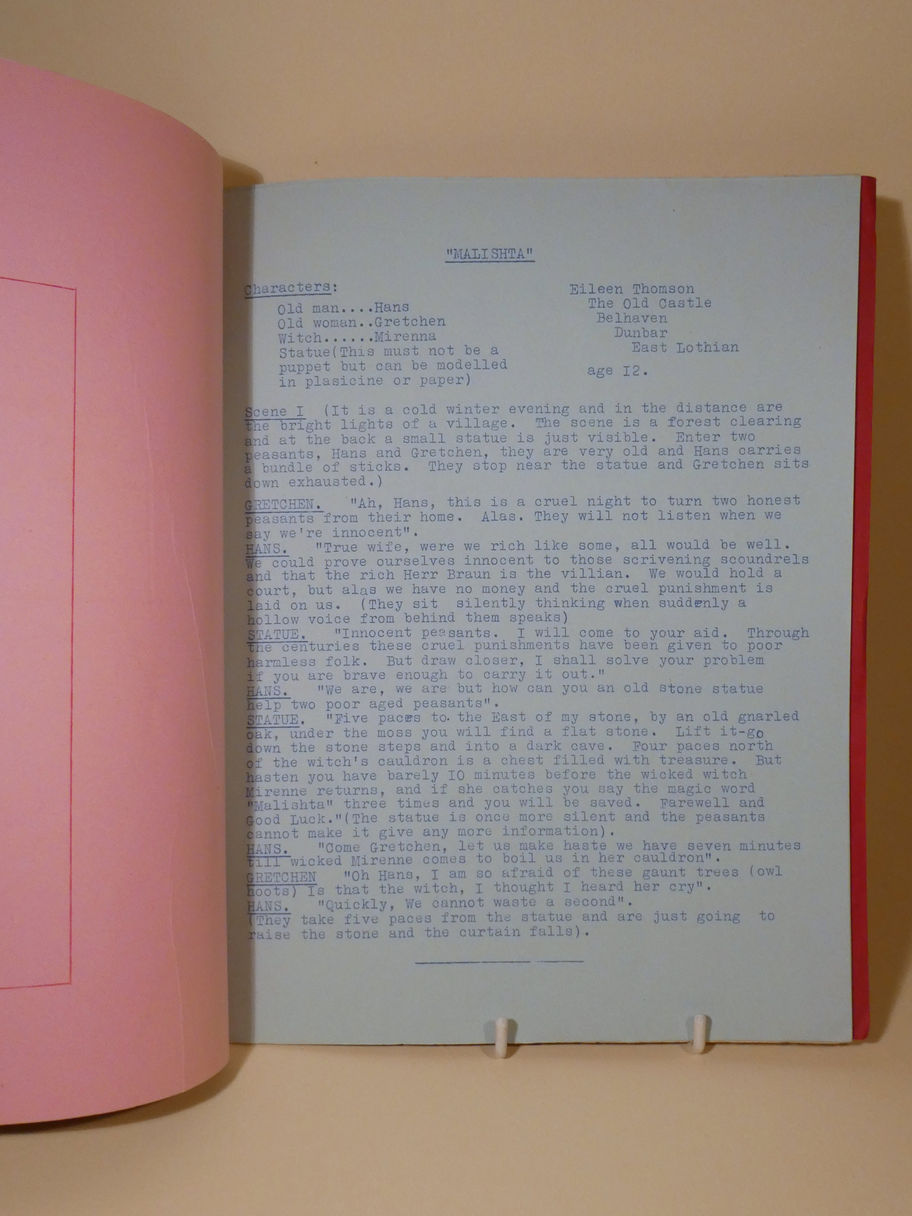 "MALISHTA"
Characters:
Old man....Hans
Old woman..Gretchen
Witch......Mirenna
Statue(This must not be a
puppet but can be modelled
in plasicine or paper)
Eileen Thomson
The Old Castle
Belhaven
Dunbar
East Lothian
age I2.
Scene I (It is a cold winter evening and in the distance are
the bright lights of a village. The scene is a forest clearing
and at the back a small statue is just visible. Enter two
peasants, Hans and Gretchen, they are very old and Hans carries
a bundle of sticks. They stop near the statue and Gretchen sits
down exhausted.)
GRETCHEN. "Ah, Hans, this is a cruel night to turn two honest
peasants from their home. Alas. They will not listen when we
say we're innocent".
HANS. "True wife, were we rich like some, all would be well.
We could prove ourselves innocent to those scrivening scoundrels
and that the rich Herr Braun is the villian. We would hold a
court, but alas we have no money and the cruel punishment is
laid on us. (They sit silently thinking when suddenly a
hollow voice from behind them speaks)
STATUE. "Innocent peasants. I will come to your aid. Through
the centuries these cruel punishments have been given to poor
harmless folk. But draw closer, I shall solve your problem
if you are brave enough to carry it out."
HANS. "We are, we are but how can you an old stone statue
help two poor aged peasants".
STATUE. "Five paces to the East of my stone, by an old gnarled
oak, under the moss you will find a flat stone. Lift it-go
down the stone steps and into a dark cave. Four paces north
of the witch's cauldron is a chest filled with treasure. But
hasten you have barely IO minutes before the wicked witch
Mirenne returns, and if she catches you say the magic word
"Malishta" three times and you will be saved. Farewell and
Good Luck."(The statue is once more silent and the peasants
cannot make it give any more information).
HANS. "Come Gretchen, let us make haste we have seven minutes
till wicked Mirenne comes to boil us in her cauldron".
GRETCHEN "Oh Hans, I am so afraid of these gaunt trees (owl
hoots) Is that the witch, I thought I heard her cry".
HANS. "Quickly, We cannot waste a second".
(They take five paces from the statue and are just going to
raise the stone and the curtain falls).